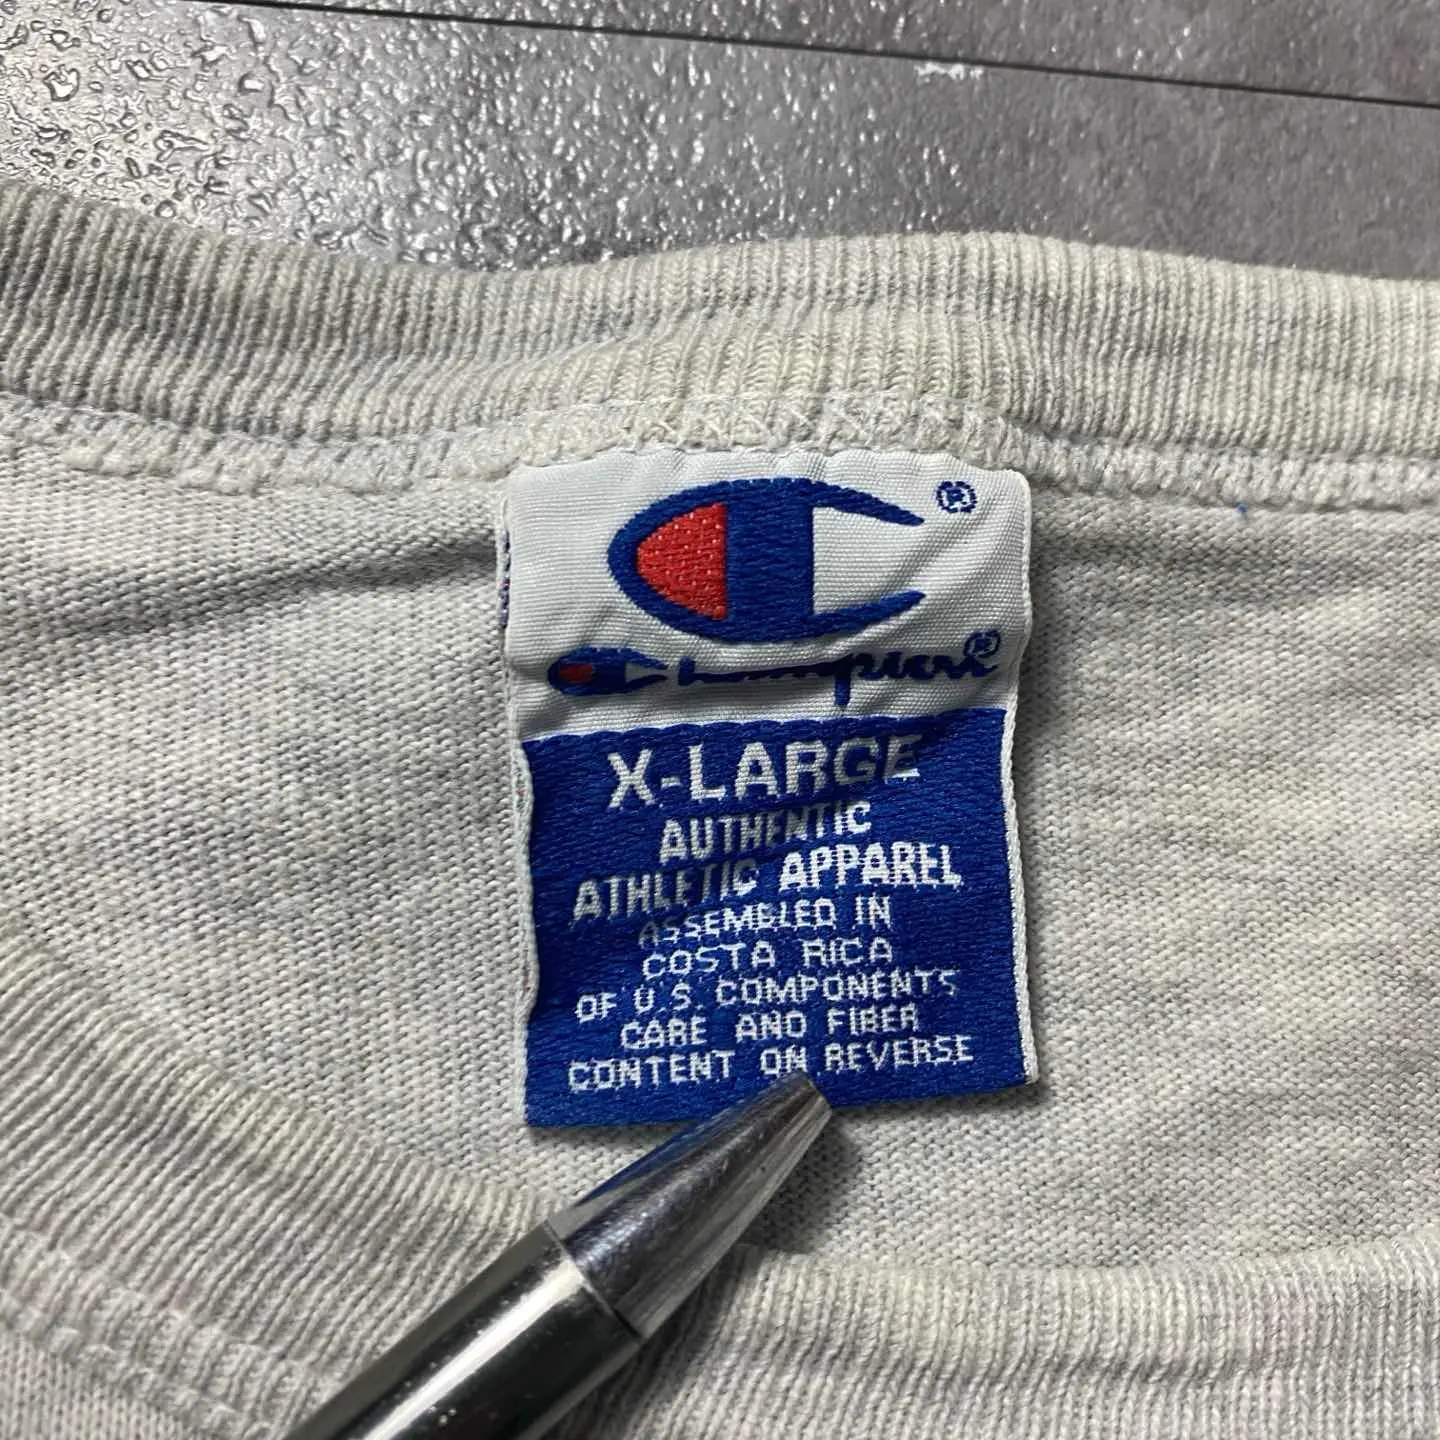 ®
Champion®
X-LARGE
AUTHENTIC
ATHLETIC APPAREL
ASSEMBLED IN
COSTA RICA
OF U.S. COMPONENTS
CARE AND FIBER
CONTENT ON REVERSE